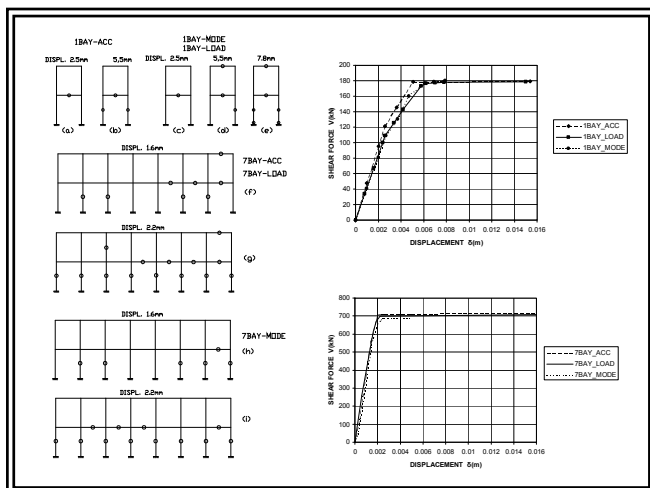 1BAY-ACC
1BAY-MODE
1BAY-LOAD
DISPL. 2.5mm
5.5mm
DISPL. 2.5mm
5.5mm
7.8mm
(a)
(b)
(c)
(d)
(e)
DISPL. 1.6mm
7BAY-ACC
7BAY-LOAD
(f)
DISPL. 2.2mm
(g)
DISPL. 1.6mm
7BAY-MODE
(h)
DISPL. 2.2mm
(i)
SHEAR FORCE V(kN)
200
180
160
140
120
100
80
60
40
20
0
0 0.002 0.004 0.006 0.008 0.01 0.012 0.014 0.016
DISPLACEMENT δ(m)
1BAY_ACC
1BAY_LOAD
1BAY_MODE
SHEAR FORCE V(kN)
800
700
600
500
400
300
200
100
0
0 0.002 0.004 0.006 0.008 0.01 0.012 0.014 0.016
DISPLACEMENT δ(m)
7BAY_ACC
7BAY_LOAD
7BAY_MODE